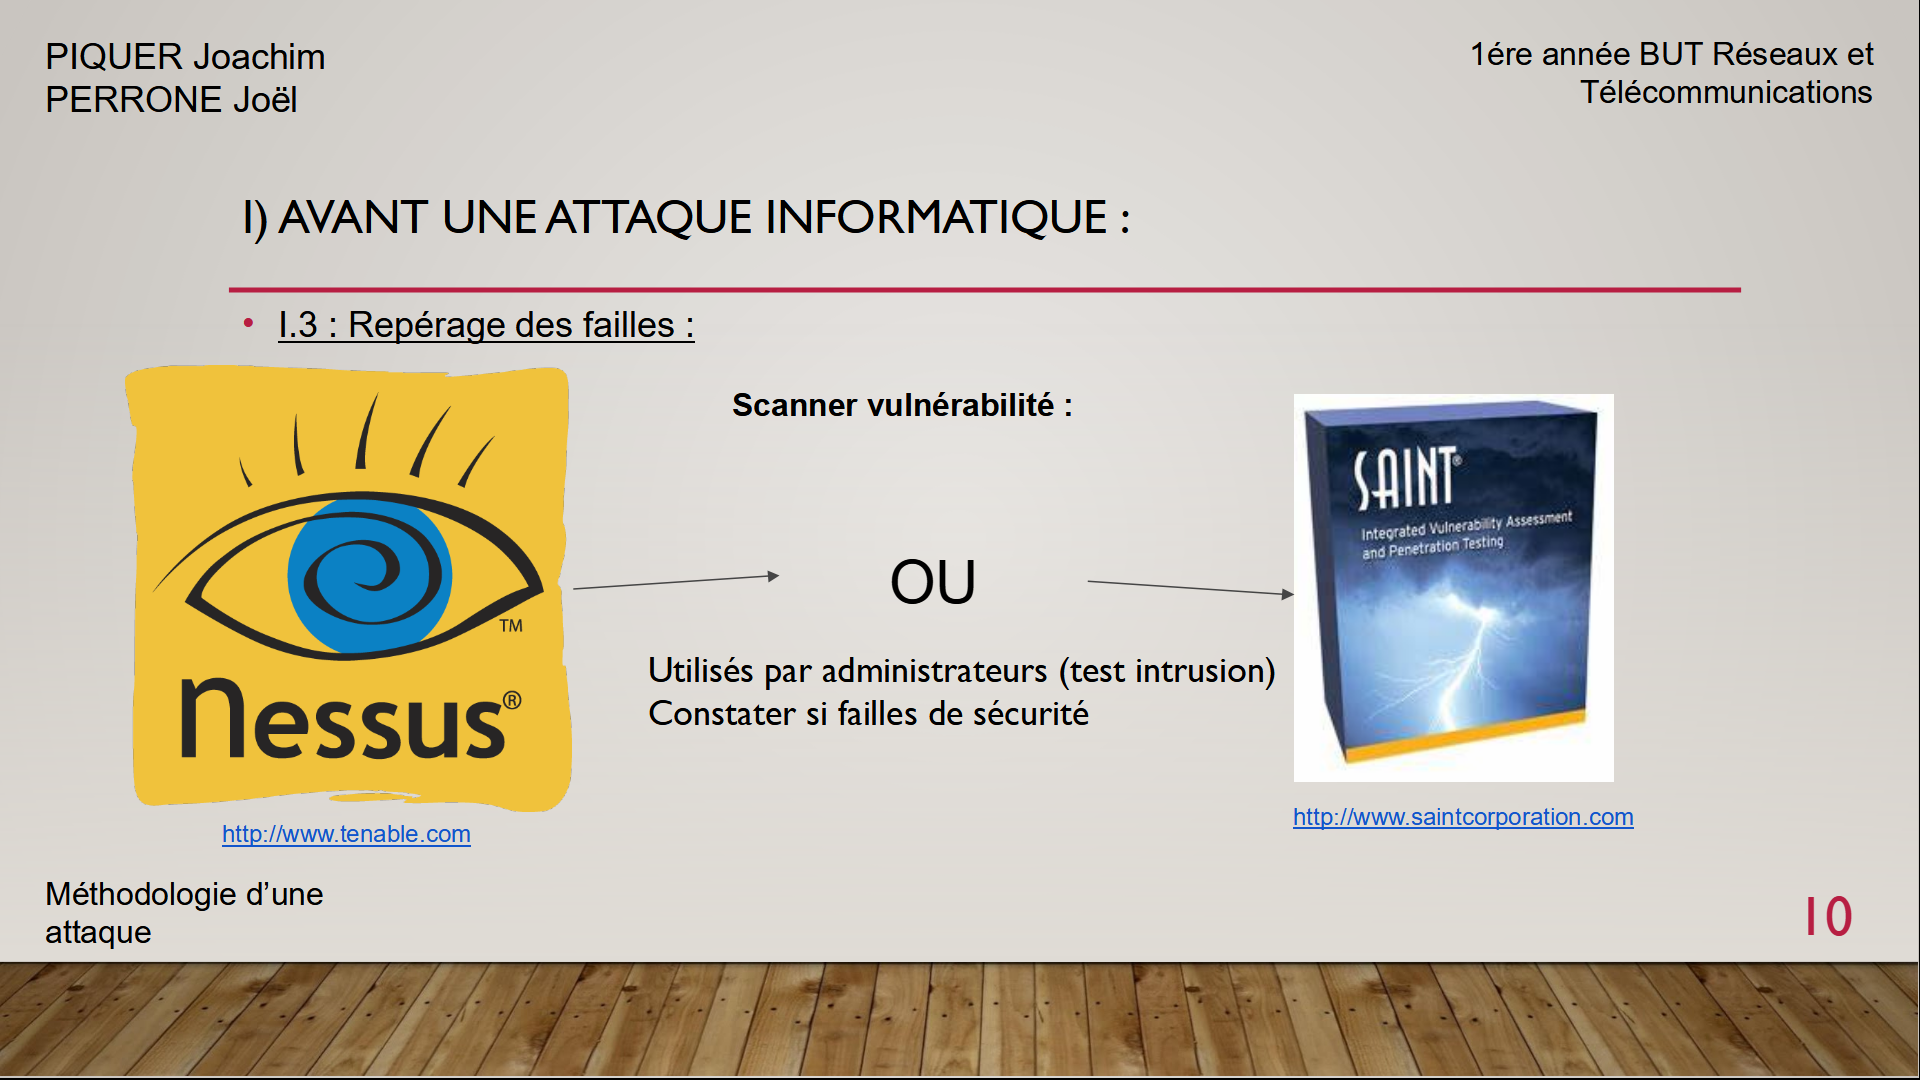 PIQUER Joachim
PERRONE Joël
1ére année BUT Réseaux et
Télécommunications
I) AVANT UNE ATTAQUE INFORMATIQUE :
• I.3 : Repérage des failles :
Scanner vulnérabilité :
TM
nessus®
OU
Utilisés par administrateurs (test intrusion)
Constater si failles de sécurité
SAINT®
Integrated Vulnerability Assessment
and Penetration Testing
http://www.tenable.com
http://www.saintcorporation.com
Méthodologie d’une
attaque
10